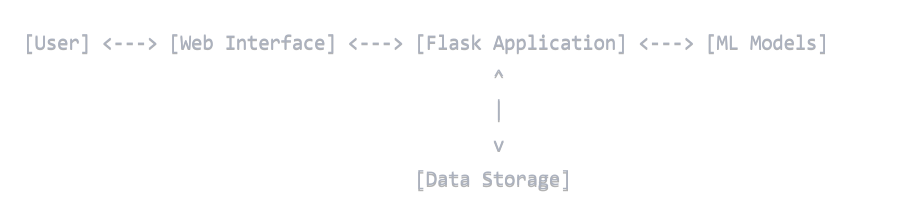 [User] <---> [Web Interface] <---> [Flask Application] <---> [ML Models]
^
|
v
[Data Storage]